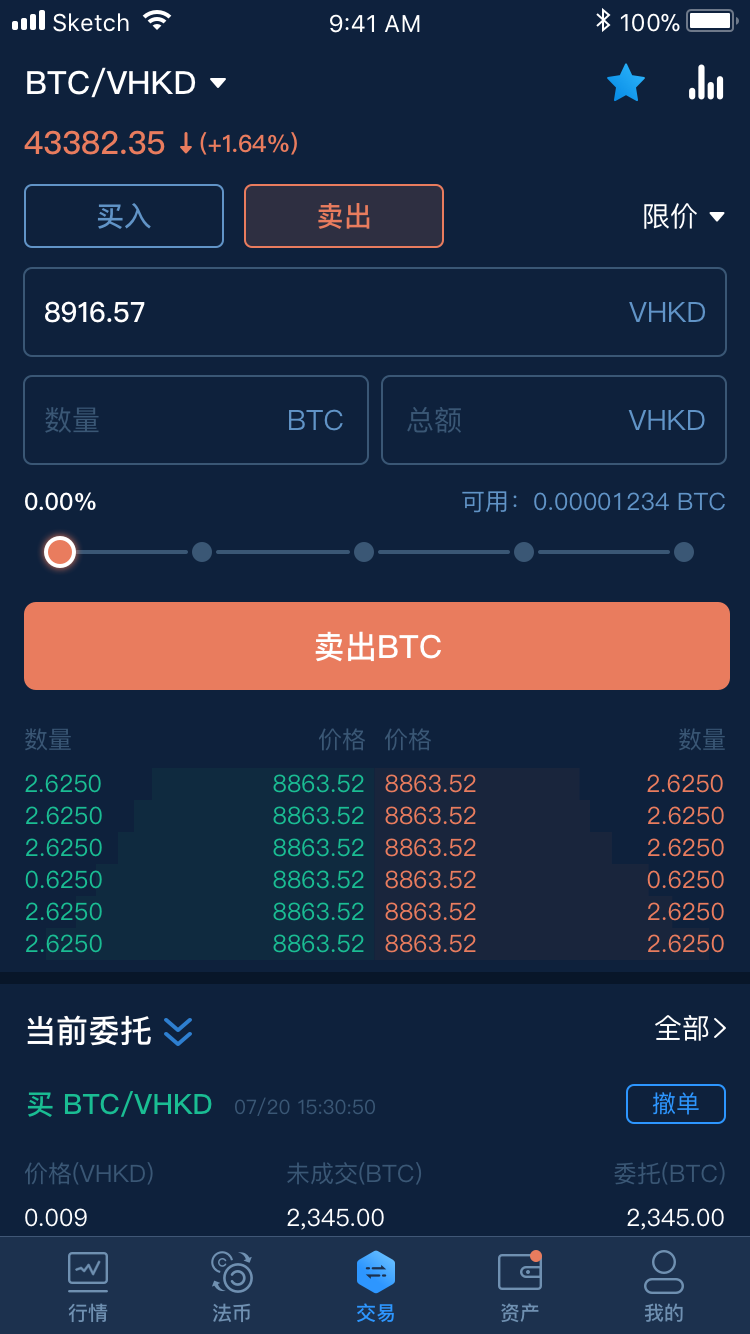 Sketch 9:41 AM 100%
BTC/VHKD
43382.35 ↓(+1.64%)
买入 卖出 限价
8916.57 VHKD
数量 BTC 总额 VHKD
0.00% 可用：0.00001234 BTC
卖出BTC
数量 价格 价格 数量
2.6250 8863.52 8863.52 2.6250
2.6250 8863.52 8863.52 2.6250
2.6250 8863.52 8863.52 2.6250
0.6250 8863.52 8863.52 0.6250
2.6250 8863.52 8863.52 2.6250
2.6250 8863.52 8863.52 2.6250
当前委托 全部>
买 BTC/VHKD 07/20 15:30:50 撤单
价格(VHKD) 未成交(BTC) 委托(BTC)
0.009 2,345.00 2,345.00
行情 法币 交易 资产 我的